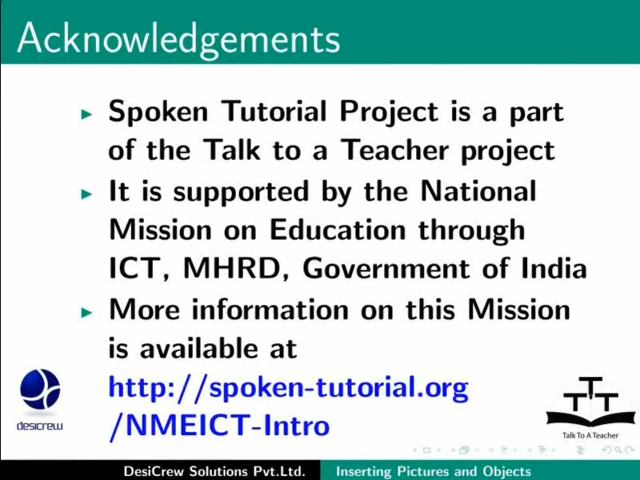 Acknowledgements
Spoken Tutorial Project is a part
of the Talk to a Teacher project
It is supported by the National
Mission on Education through
ICT, MHRD, Government of India
More information on this Mission
is available at
http://spoken-tutorial.org
/NMEICT-Intro
desicrew
TTT
Talk To A Teacher
DesiCrew Solutions Pvt.Ltd.
Inserting Pictures and Objects